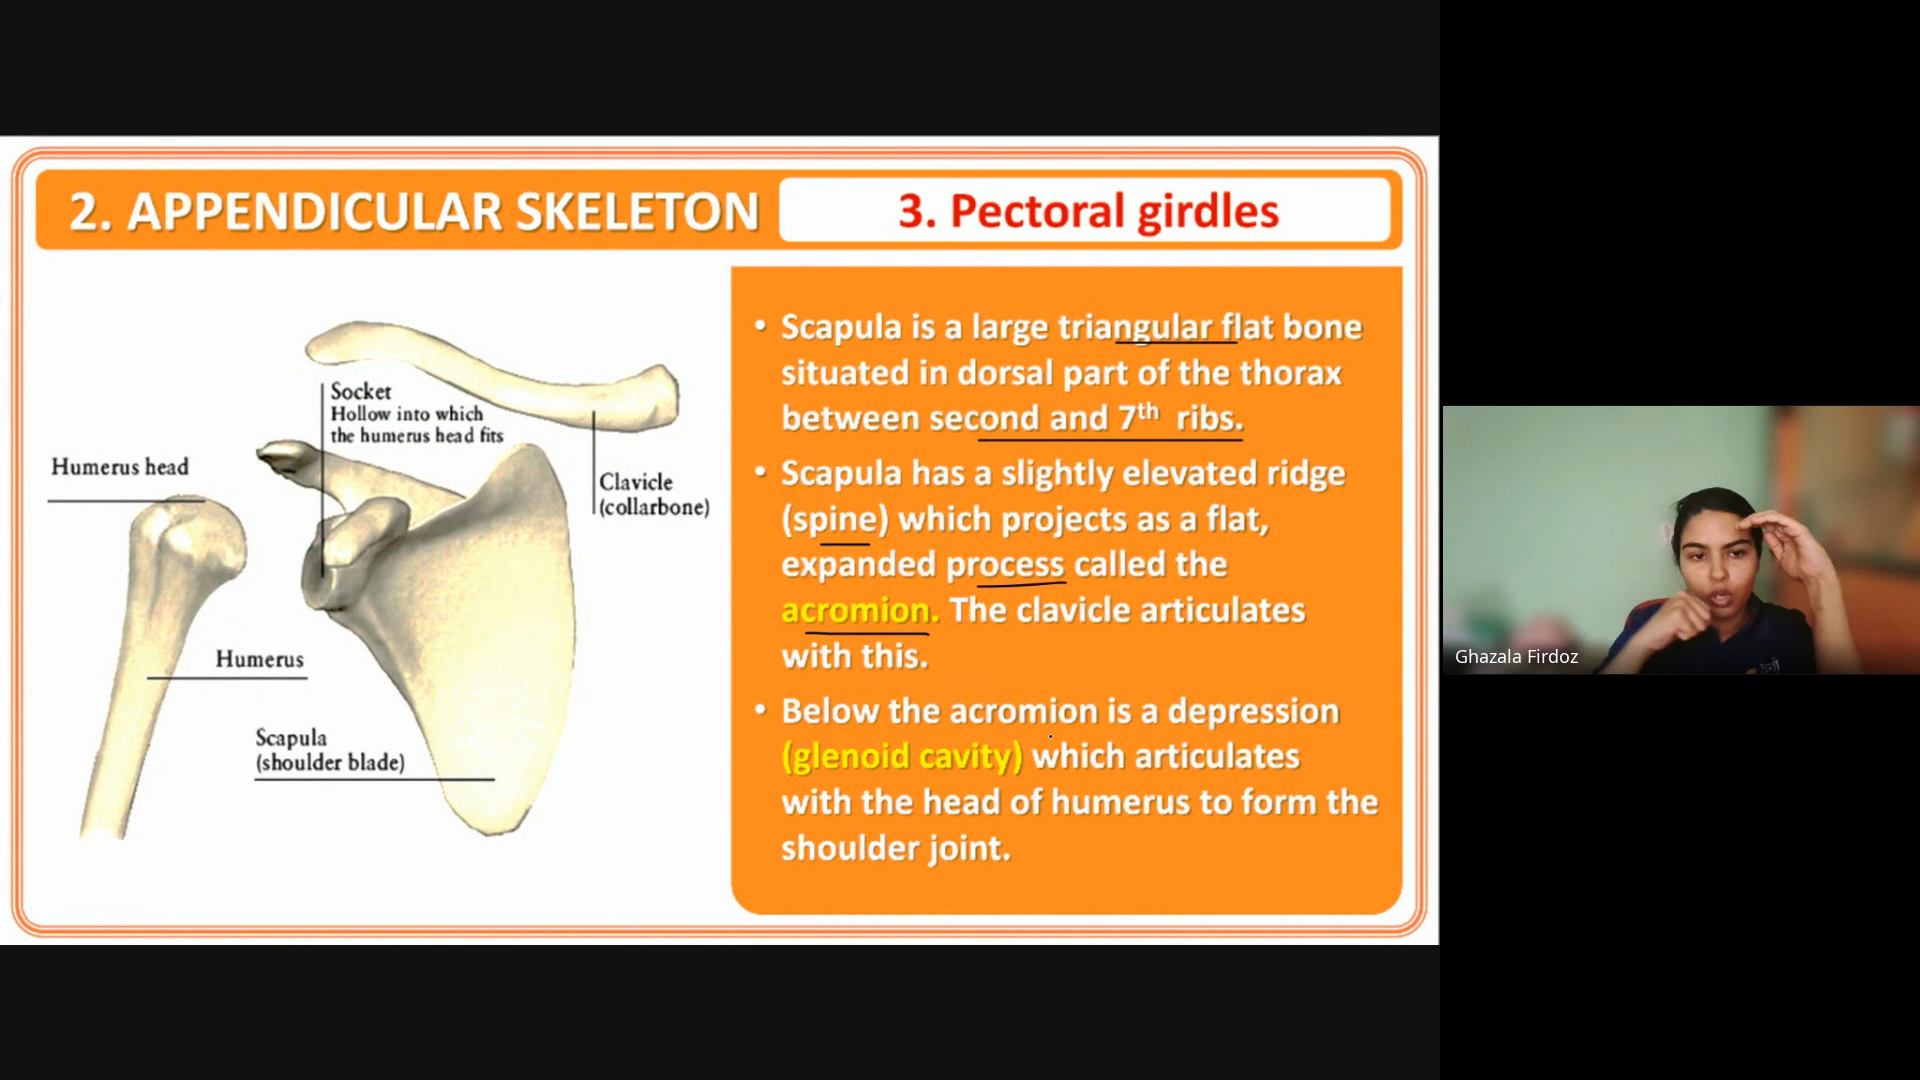 2. APPENDICULAR SKELETON
3. Pectoral girdles
Socket
Hollow into which
the humerus head fits
Humerus head
Clavicle
(collarbone)
Humerus
Scapula
(shoulder blade)
• Scapula is a large triangular flat bone
situated in dorsal part of the thorax
between second and 7th ribs.
• Scapula has a slightly elevated ridge
(spine) which projects as a flat,
expanded process called the
acromion. The clavicle articulates
with this.
• Below the acromion is a depression
(glenoid cavity) which articulates
with the head of humerus to form the
shoulder joint.
Ghazala Firdoz